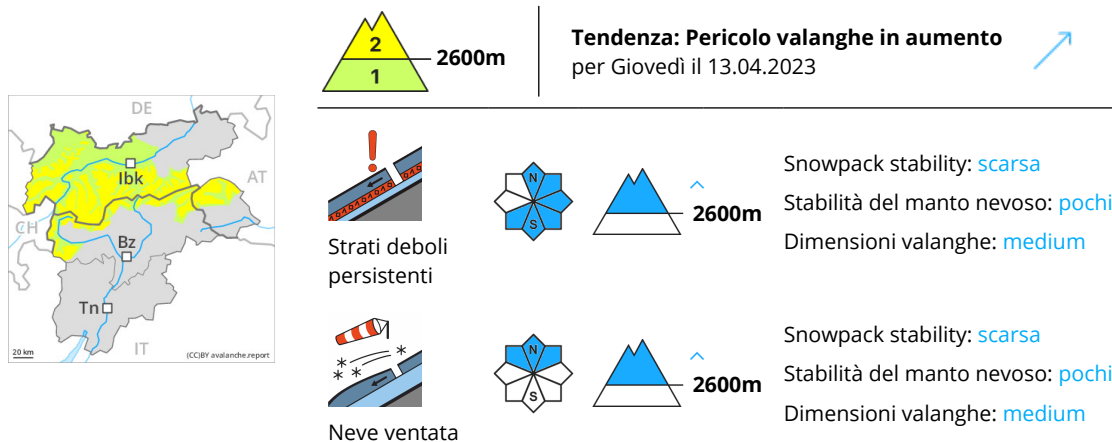 2
1
2600m
Tendenza: Pericolo valanghe in aumento
per Giovedì il 13.04.2023
DE
Ibk
AT
CH
Bz
Tn
IT
20 km
(CC)BY avalanche.report
Strati deboli
persistenti
N
S
2600m
Snowpack stability: scarsa
Stabilità del manto nevoso: pochi
Dimensioni valanghe: medium
Neve ventata
N
S
2600m
Snowpack stability: scarsa
Stabilità del manto nevoso: pochi
Dimensioni valanghe: medium